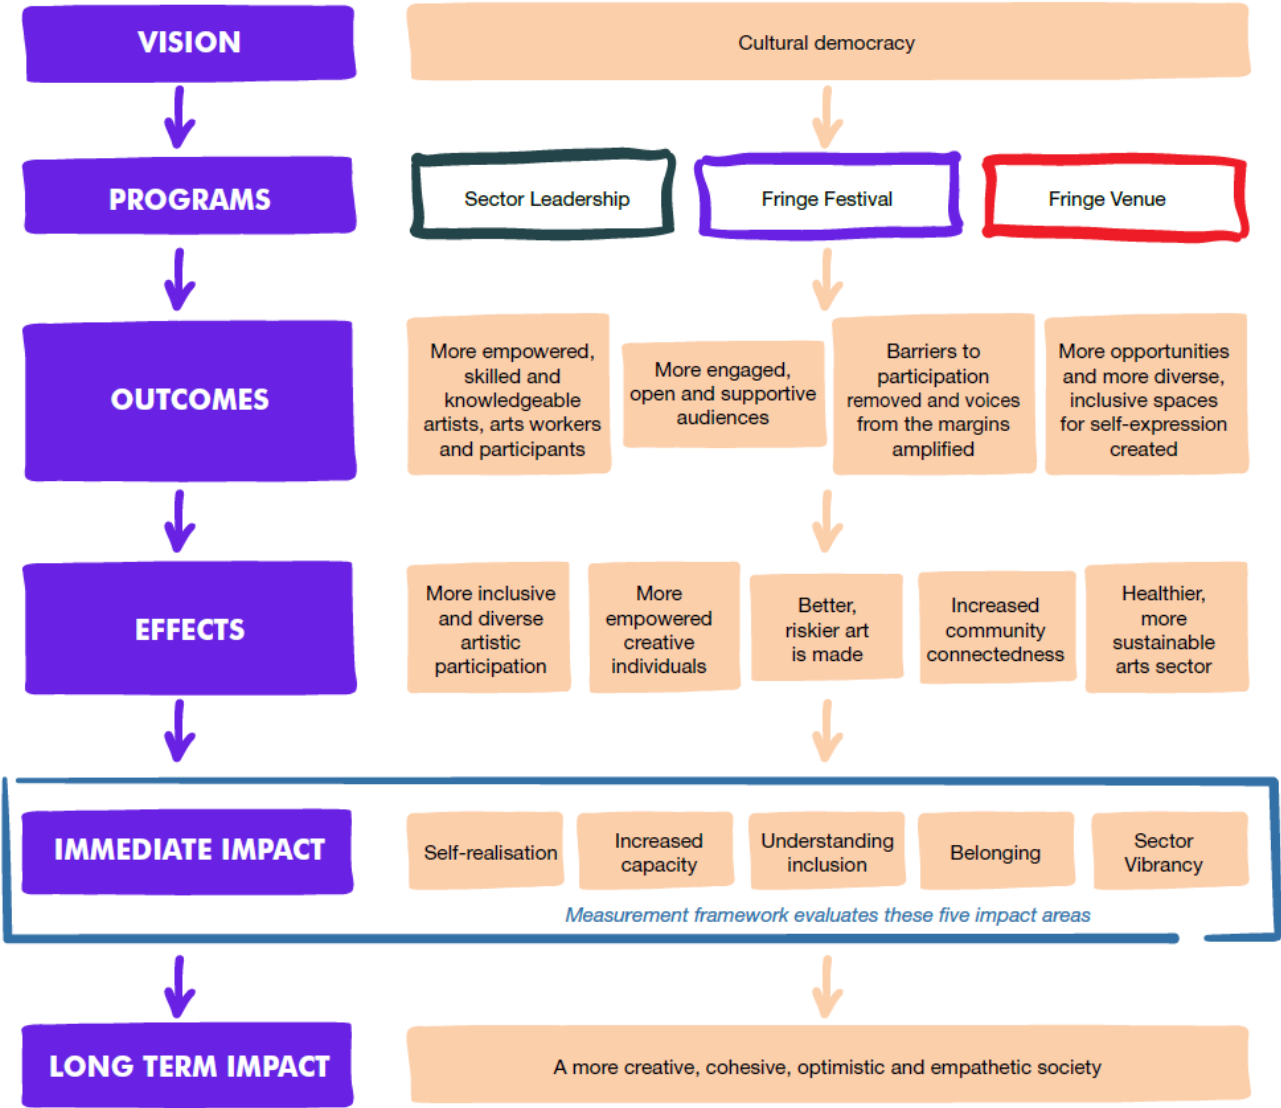 VISION
Cultural democracy
PROGRAMS
Sector Leadership
Fringe Festival
Fringe Venue
OUTCOMES
More empowered,
skilled and
knowledgeable
artists, arts workers
and participants
More engaged,
open and supportive
audiences
Barriers to
participation
removed and voices
from the margins
amplified
More opportunities
and more diverse,
inclusive spaces
for self-expression
created
EFFECTS
More inclusive
and diverse
artistic
participation
More
empowered
creative
individuals
Better,
riskier art
is made
Increased
community
connectedness
Healthier,
more
sustainable
arts sector
IMMEDIATE IMPACT
Self-realisation
Increased
capacity
Understanding
inclusion
Belonging
Sector
Vibrancy
Measurement framework evaluates these five impact areas
LONG TERM IMPACT
A more creative, cohesive, optimistic and empathetic society